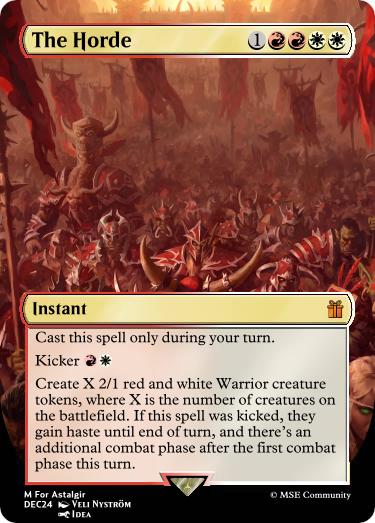 The Horde 1
Instant
Cast this spell only during your turn.
Kicker
Create X 2/1 red and white Warrior creature
tokens, where X is the number of creatures on
the battlefield. If this spell was kicked, they
gain haste until end of turn, and there's an
additional combat phase after the first combat
phase this turn.
M For Astalgir
DEC24 Veli Nyström
Idea
© MSE Community